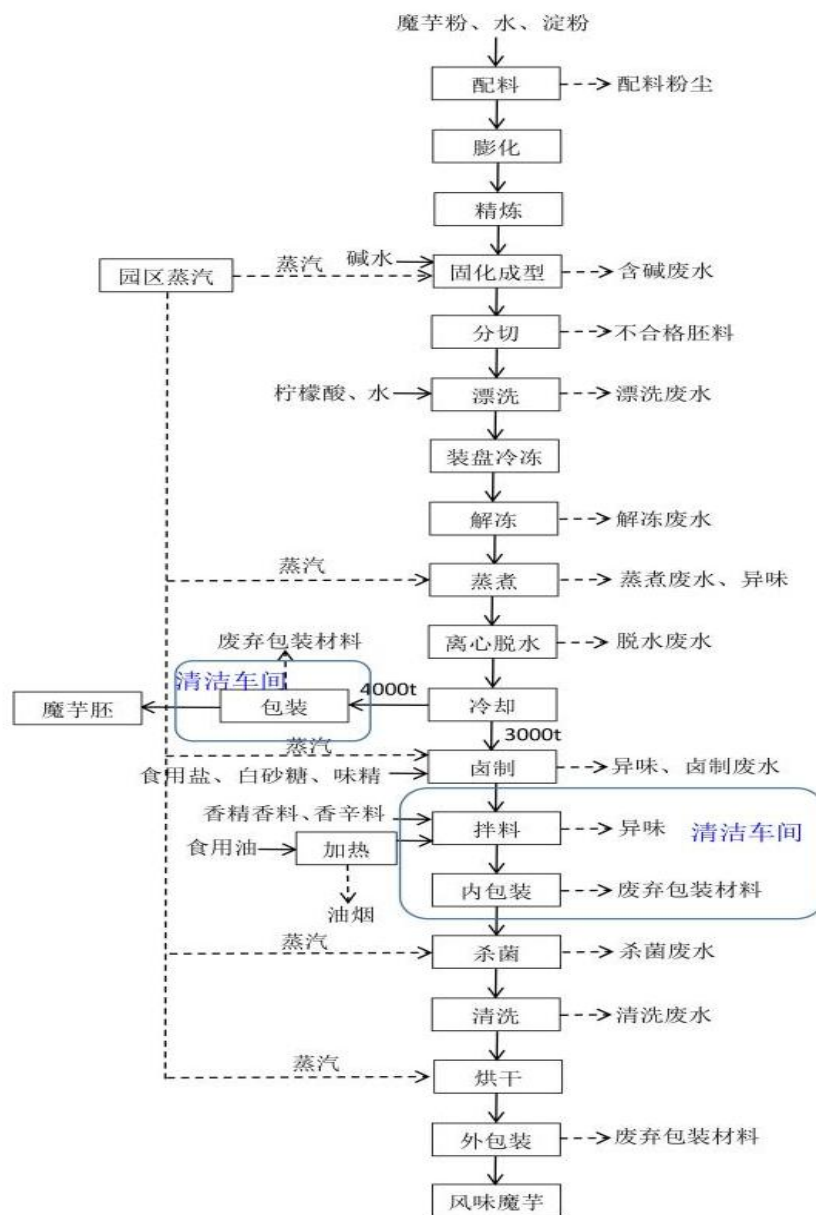 魔芋粉、水、淀粉
配料
配料粉尘
膨化
精炼
园区蒸汽
蒸汽
碱水
固化成型
含碱废水
分切
不合格胚料
柠檬酸、水
漂洗
漂洗废水
装盘冷冻
解冻
解冻废水
蒸汽
蒸煮
蒸煮废水、异味
离心脱水
脱水废水
废弃包装材料
清洁车间
魔芋胚
包装
4000t
冷却
3000t
蒸汽
食用盐、白砂糖、味精
卤制
异味、卤制废水
香精香料、香辛料
拌料
异味
清洁车间
食用油
加热
油烟
内包装
废弃包装材料
蒸汽
杀菌
杀菌废水
清洗
清洗废水
蒸汽
烘干
外包装
废弃包装材料
风味魔芋